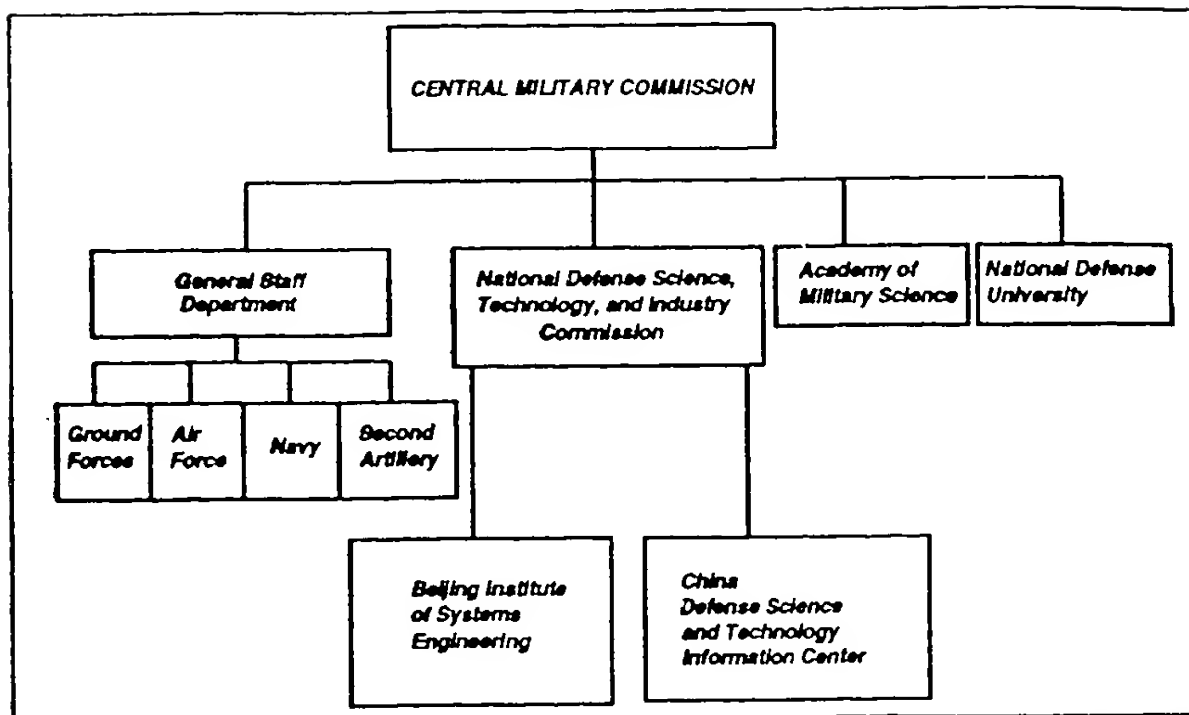 CENTRAL MILITARY COMMISSION
General Staff
Department
National Defense Science,
Technology, and Industry
Commission
Academy of
Military Science
National Defense
University
Ground
Forces
Air
Force
Navy
Second
Artillery
Beijing Institute
of Systems
Engineering
China
Defense Science
and Technology
Information Center